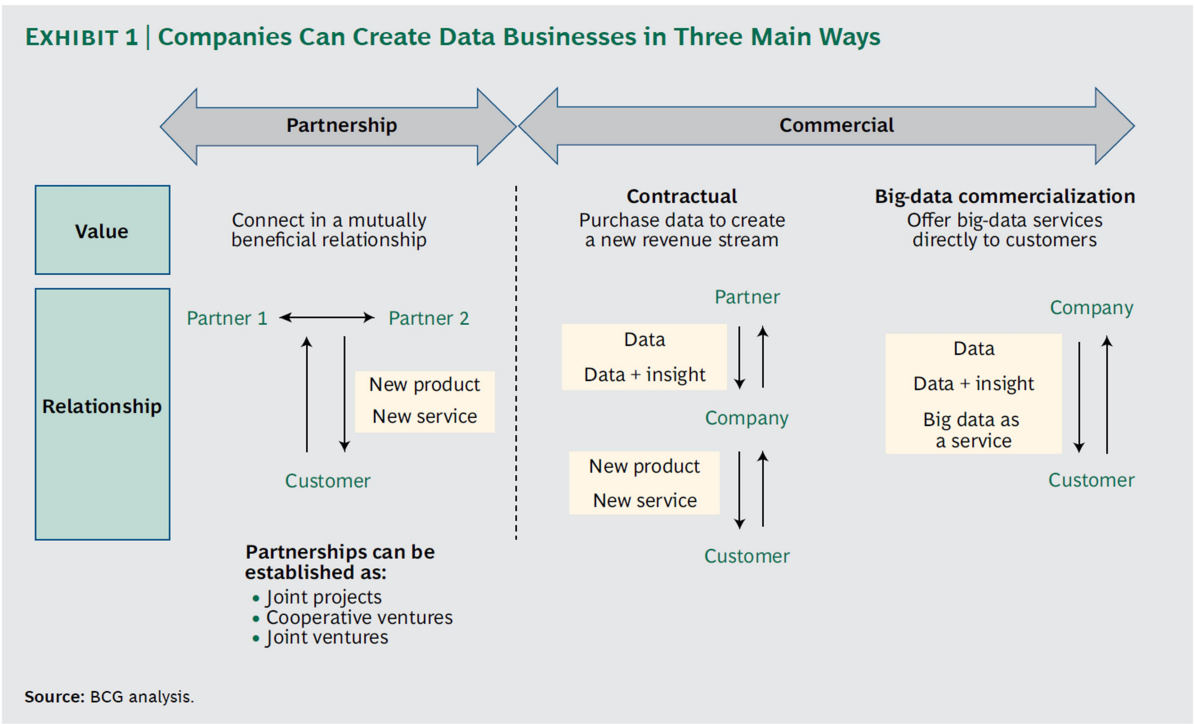 EXHIBIT 1 | Companies Can Create Data Businesses in Three Main Ways
Partnership
Commercial
Value
Connect in a mutually
beneficial relationship
Contractual
Purchase data to create
a new revenue stream
Big-data commercialization
Offer big-data services
directly to customers
Relationship
Partner 1
Partner 2
New product
New service
Customer
Partnerships can be
established as:
• Joint projects
• Cooperative ventures
• Joint ventures
Partner
Data
Data + insight
Company
New product
New service
Customer
Company
Data
Data + insight
Big data as
a service
Customer
Source: BCG analysis.